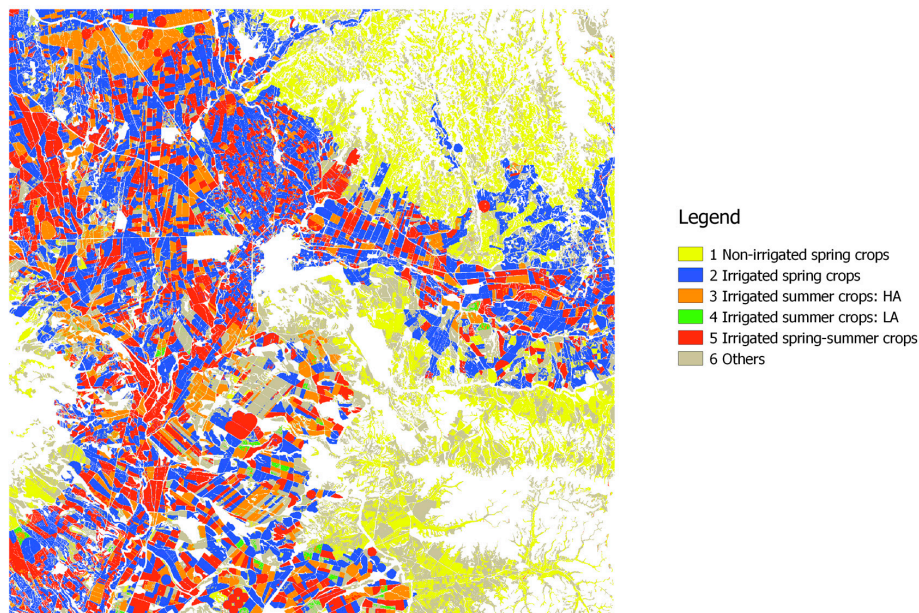 Legend
1 Non-irrigated spring crops
2 Irrigated spring crops
3 Irrigated summer crops: HA
4 Irrigated summer crops: LA
5 Irrigated spring-summer crops
6 Others